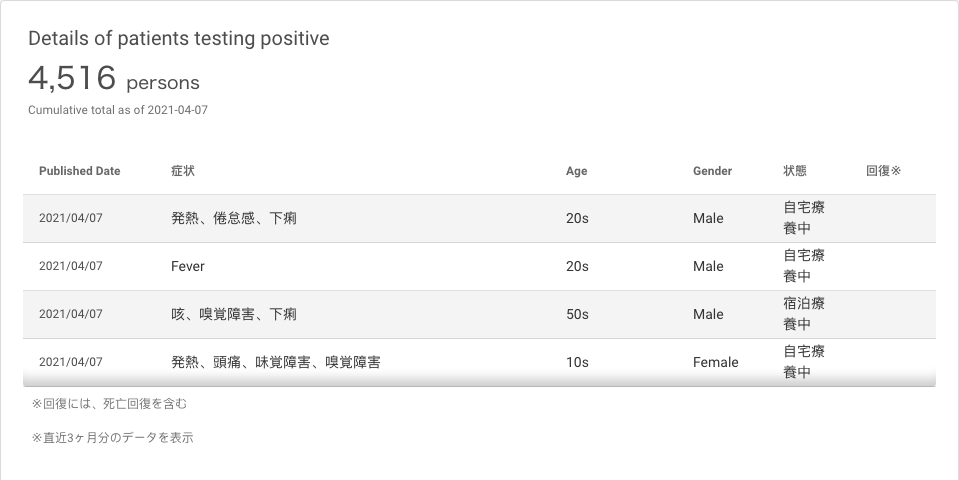 Details of patients testing positive
4,516 persons
Cumulative total as of 2021-04-07
Published Date 症状 Age Gender 状態 回復※
2021/04/07 発熱、倦怠感、下痢 20s Male 自宅療
養中
2021/04/07 Fever 20s Male 自宅療
養中
2021/04/07 咳、嗅覚障害、下痢 50s Male 宿泊療
養中
2021/04/07 発熱、頭痛、味覚障害、嗅覚障害 10s Female 自宅療
養中
※回復には、死亡回復を含む
※直近3ヶ月分のデータを表示